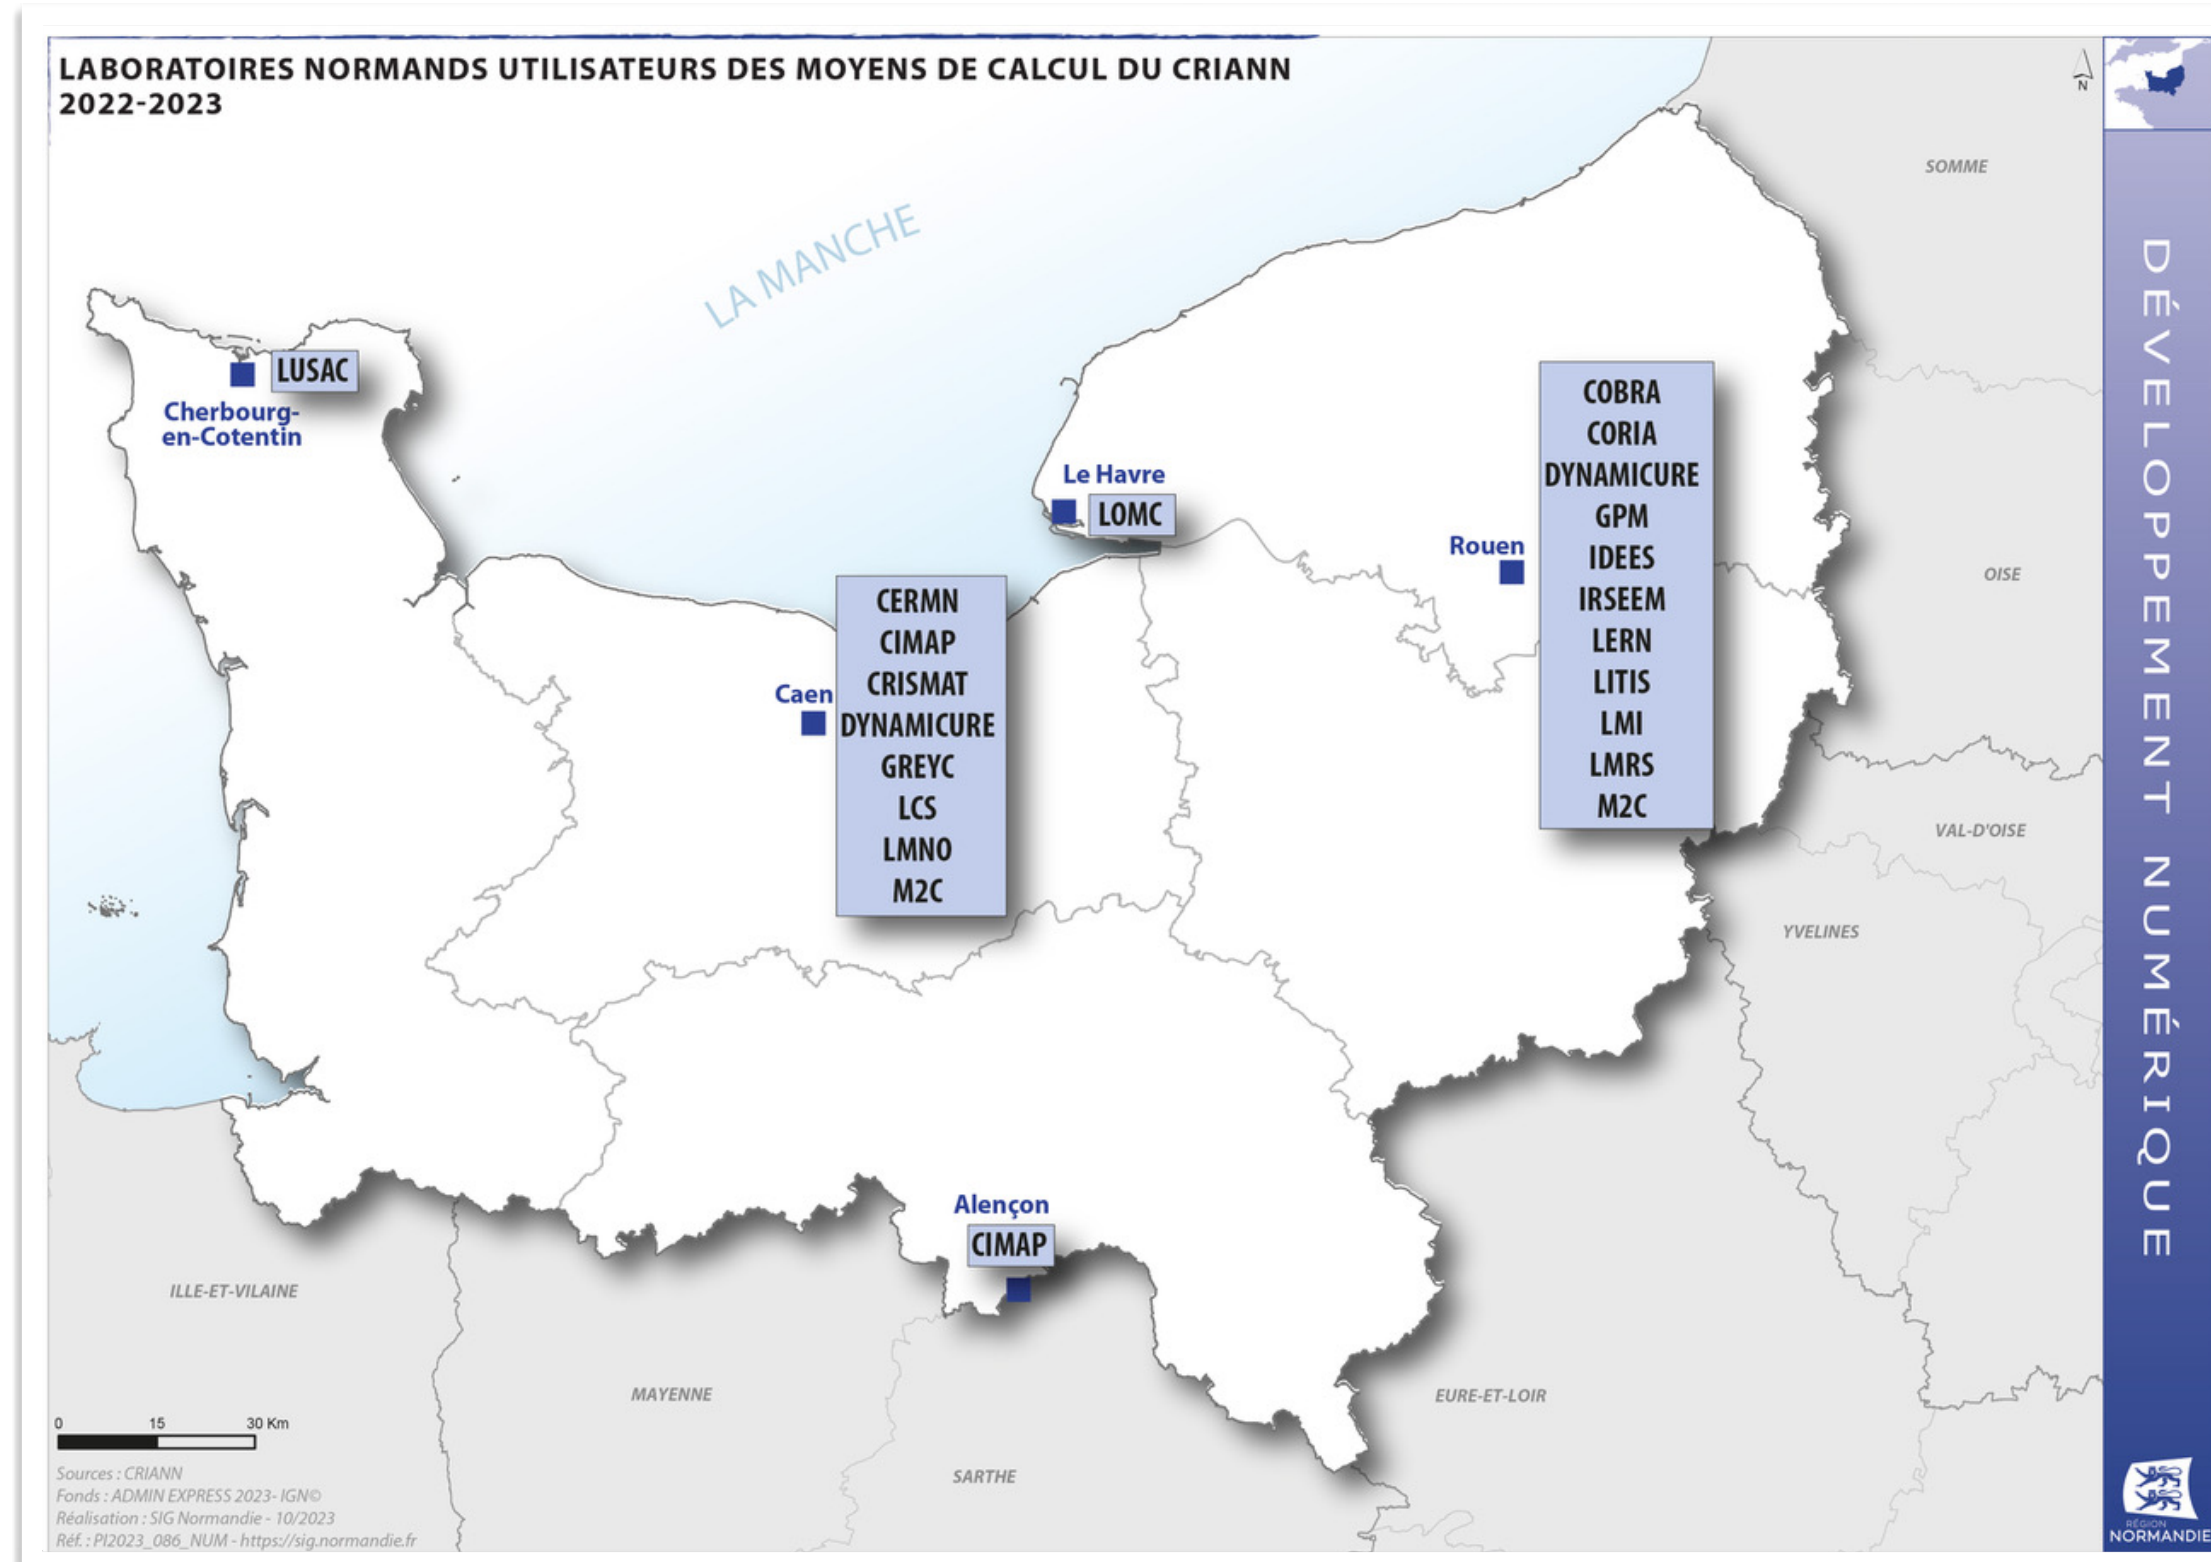 LABORATOIRES NORMANDS UTILISATEURS DES MOYENS DE CALCUL DU CRIANN
2022-2023
N
SOMME
LA MANCHE
LUSAC
Cherbourg-
en-Cotentin
Le Havre
LOMC
Rouen
COBRA
CORIA
DYNAMICURE
GPM
IDEES
IRSEEM
LERN
LITIS
LMI
LMRS
M2C
OISE
Caen
CERMN
CIMAP
CRISMAT
DYNAMICURE
GREYC
LCS
LMNO
M2C
VAL-D'OISE
YVELINES
Alençon
CIMAP
ILLE-ET-VILAINE
MAYENNE
SARTHE
EURE-ET-LOIR
0 15 30 Km
Sources : CRIANN
Fonds : ADMIN EXPRESS 2023- IGN©
Réalisation : SIG Normandie - 10/2023
Réf. : PI2023_086_NUM - https://sig.normandie.fr
DÉVELOPPEMENT NUMÉRIQUE
RÉGION
NORMANDIE